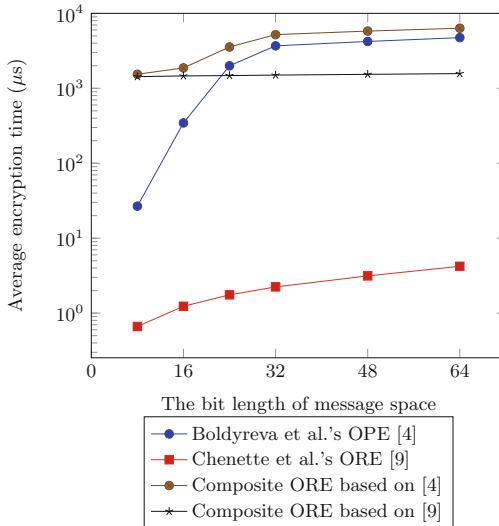 10^4
10^3
10^2
10^1
10^0
Average encryption time (μs)
0 16 32 48 64
The bit length of message space
Boldyreva et al.'s OPE [4]
Chenette et al.'s ORE [9]
Composite ORE based on [4]
Composite ORE based on [9]